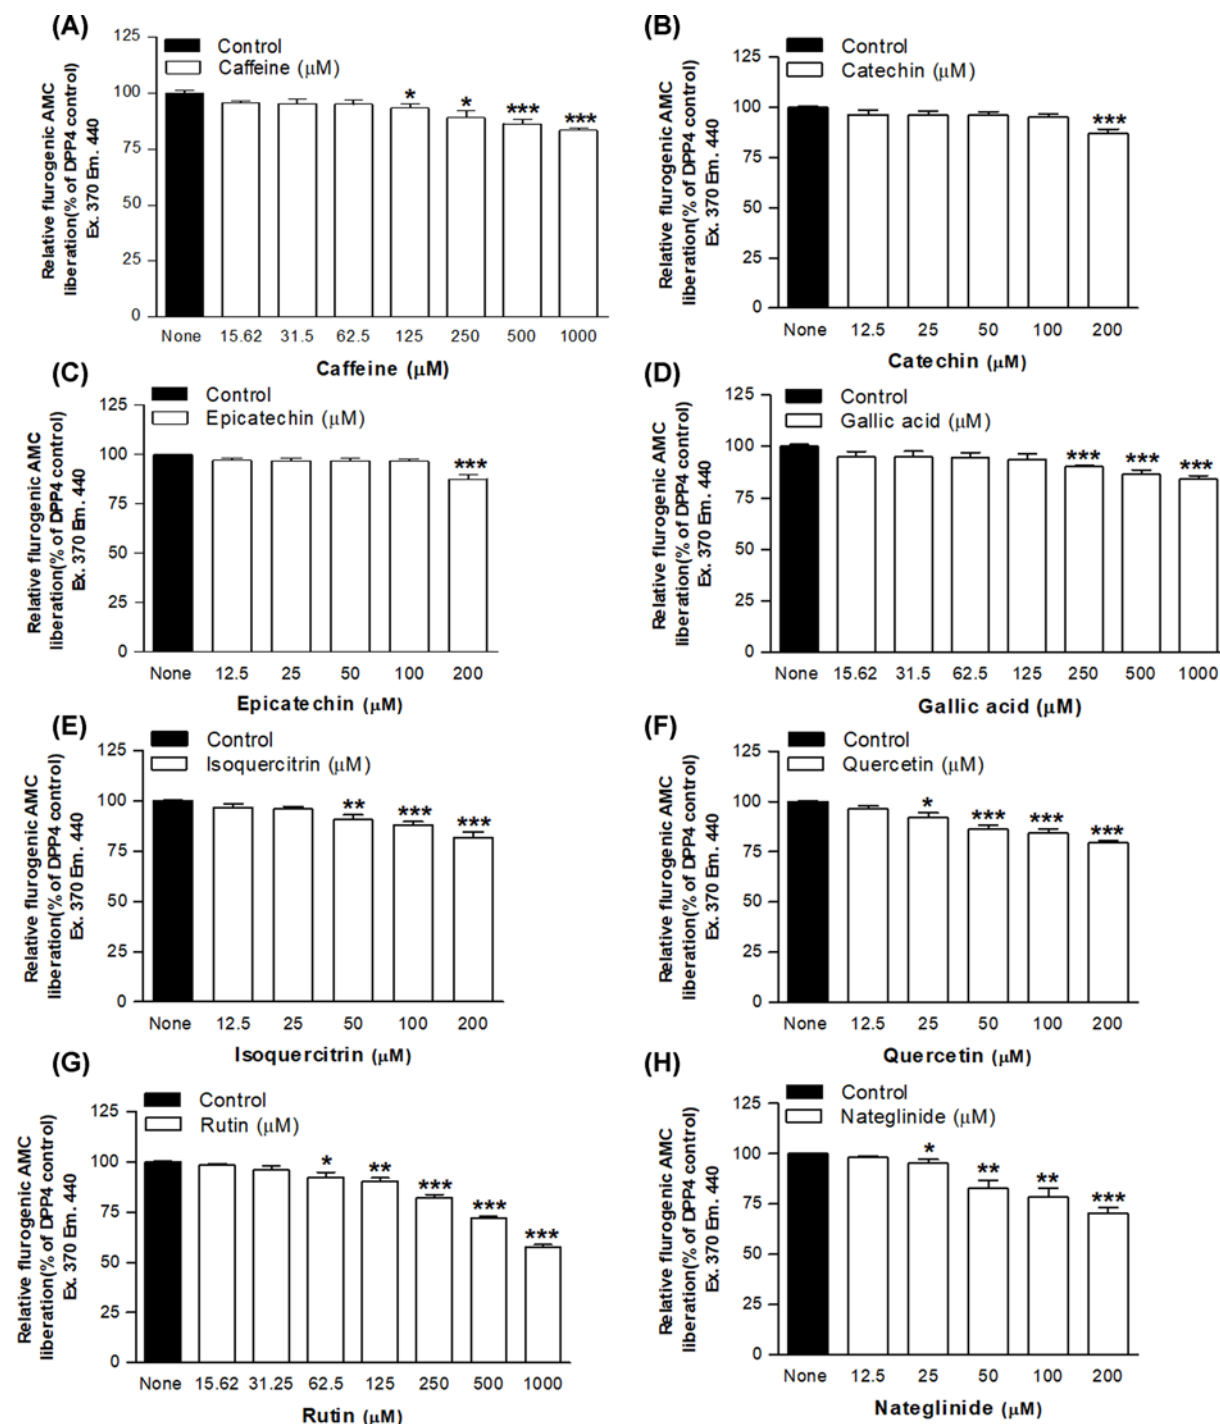 (A)
Control
Caffeine (μM)
Relative flurogenic AMC
liberation(% of DPP4 control)
Ex. 370 Em. 440
125
100
75
50
25
0
* * *** ***
None 15.62 31.5 62.5 125 250 500 1000
Caffeine (μM)
(B)
Control
Catechin (μM)
Relative flurogenic AMC
liberation(% of DPP4 control)
Ex. 370 Em. 440
125
100
75
50
25
0
***
None 12.5 25 50 100 200
Catechin (μM)
(C)
Control
Epicatechin (μM)
Relative flurogenic AMC
liberation(% of DPP4 control)
Ex. 370 Em. 440
125
100
75
50
25
0
***
None 12.5 25 50 100 200
Epicatechin (μM)
(D)
Control
Gallic acid (μM)
Relative flurogenic AMC
liberation(% of DPP4 control)
Ex. 370 Em. 440
125
100
75
50
25
0
*** *** ***
None 15.62 31.5 62.5 125 250 500 1000
Gallic acid (μM)
(E)
Control
Isoquercitrin (μM)
Relative flurogenic AMC
liberation(% of DPP4 control)
Ex. 370 Em. 440
125
100
75
50
25
0
** *** ***
None 12.5 25 50 100 200
Isoquercitrin (μM)
(F)
Control
Quercetin (μM)
Relative flurogenic AMC
liberation(% of DPP4 control)
Ex. 370 Em. 440
125
100
75
50
25
0
* *** *** ***
None 12.5 25 50 100 200
Quercetin (μM)
(G)
Control
Rutin (μM)
Relative flurogenic AMC
liberation(% of DPP4 control)
Ex. 370 Em. 440
125
100
75
50
25
0
* ** *** *** ***
None 15.62 31.25 62.5 125 250 500 1000
Rutin (μM)
(H)
Control
Nateglinide (μM)
Relative flurogenic AMC
liberation(% of DPP4 control)
Ex. 370 Em. 440
125
100
75
50
25
0
* ** ** ***
None 12.5 25 50 100 200
Nateglinide (μM)